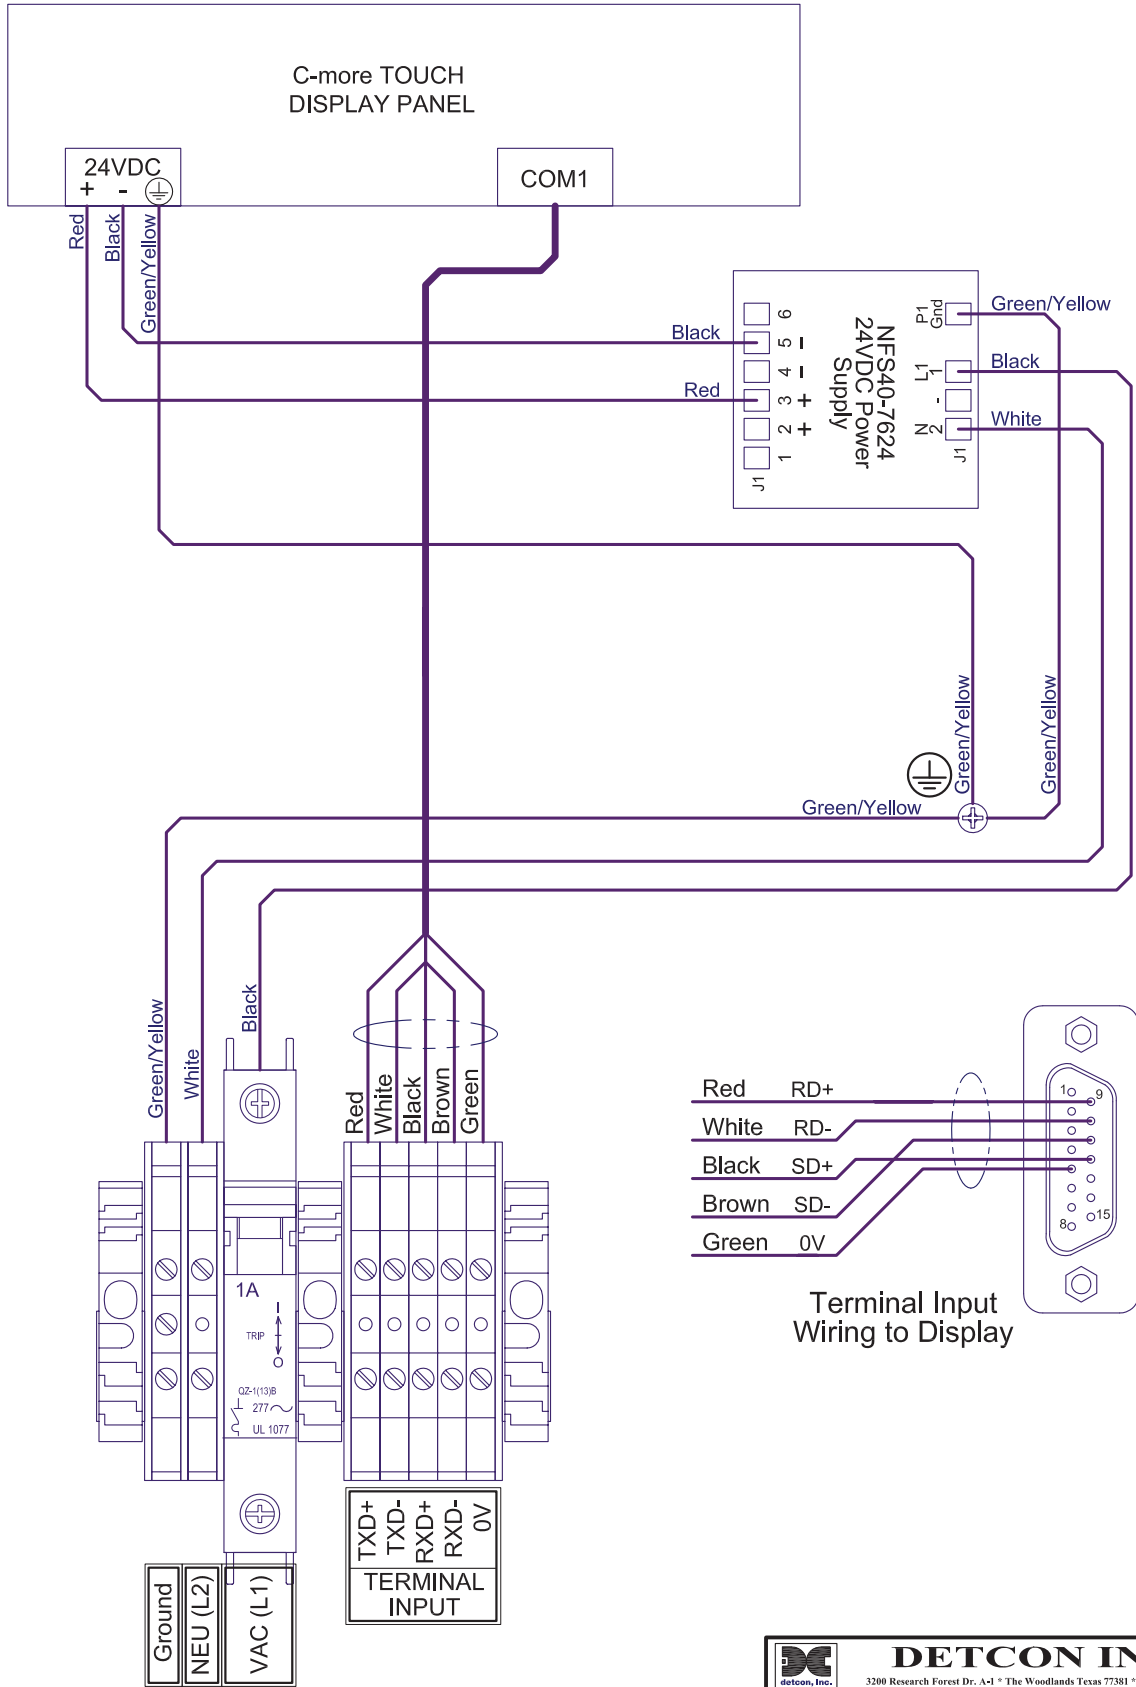 C-more TOUCH
DISPLAY PANEL
24VDC
+ -
COM1
Red
Black
Green/Yellow
Black
Red
6
5 -
4 -
3 +
2 +
1
J1
NFS40-7624
24VDC Power
Supply
P1
Gnd
L1
1
-
N
2
J1
Green/Yellow
Black
White
Green/Yellow
Green/Yellow
Green/Yellow
Green/Yellow
White
Black
Red
White
Black
Brown
Green
1A
I
TRIP
O
QZ-1(13)B
277
UL 1077
TXD+
TXD-
RXD+
RXD-
0V
TERMINAL
INPUT
Ground
NEU (L2)
VAC (L1)
Red RD+
White RD-
Black SD+
Brown SD-
Green 0V
1
9
8
15
Terminal Input
Wiring to Display
detcon, Inc.
DETCON IN
3200 Research Forest Dr. A-1 * The Woodlands Texas 77381 *